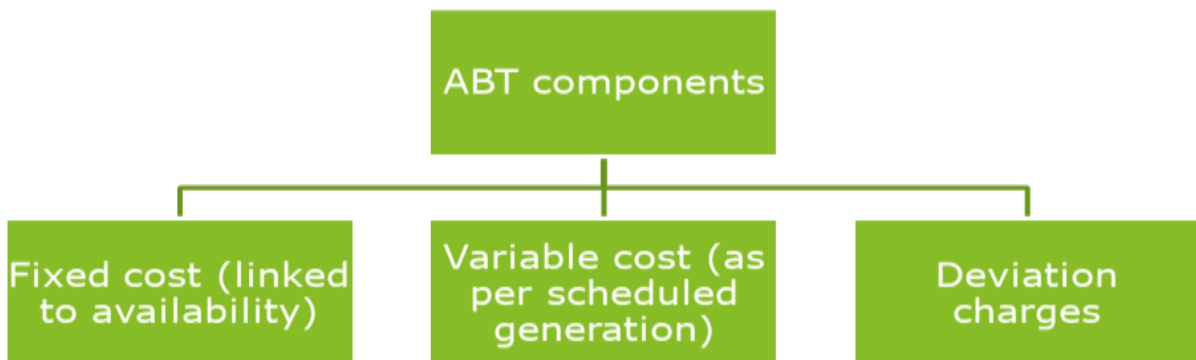 ABT components
Fixed cost (linked
to availability)
Variable cost (as
per scheduled
generation)
Deviation
charges